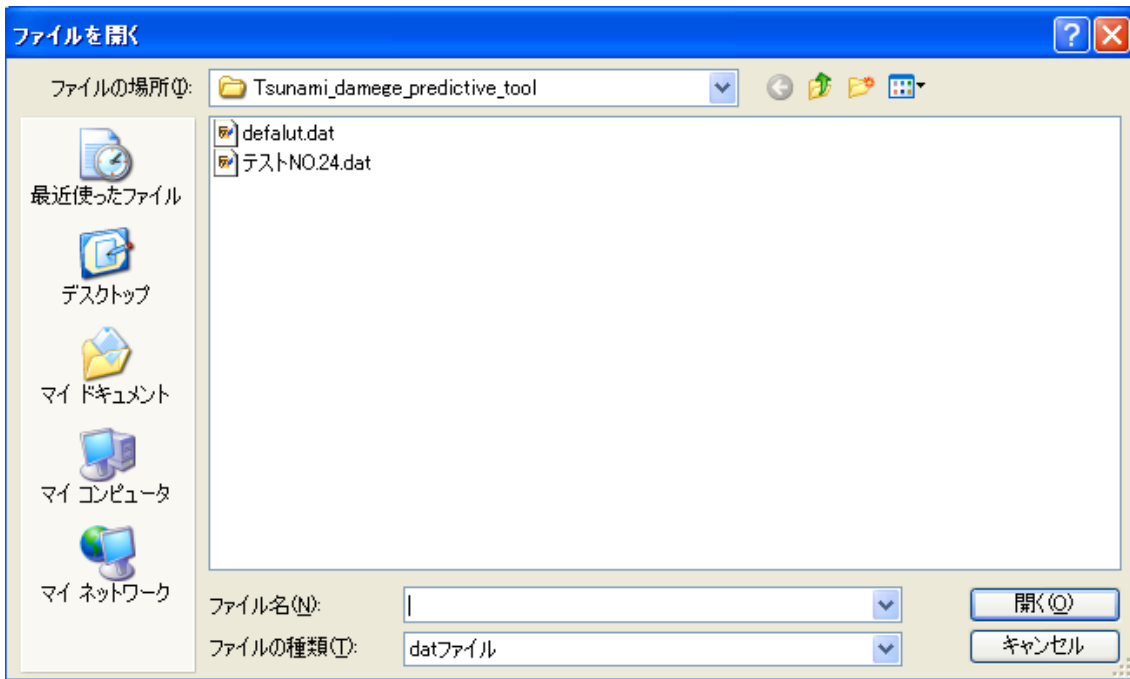 ファイルを開く
ファイルの場所(I):
Tsunami_damege_predictive_tool
defalut.dat
テストNO.24.dat
最近使ったファイル
デスクトップ
マイ ドキュメント
マイ コンピュータ
マイ ネットワーク
ファイル名(N):
開く(O)
ファイルの種類(T):
datファイル
キャンセル